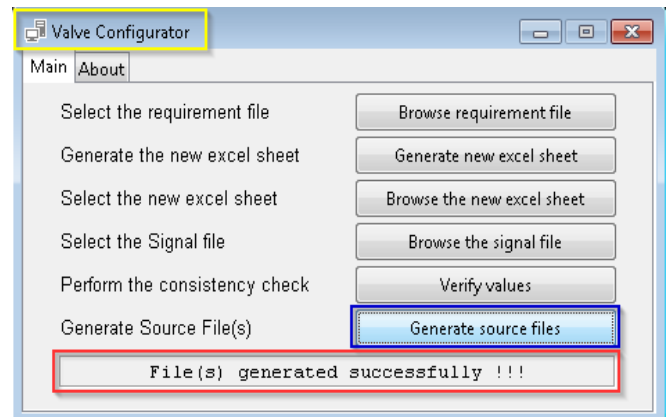 Valve Configurator
Main About
Select the requirement file Browse requirement file
Generate the new excel sheet Generate new excel sheet
Select the new excel sheet Browse the new excel sheet
Select the Signal file Browse the signal file
Perform the consistency check Verify values
Generate Source File(s) Generate source files
File(s) generated successfully !!!